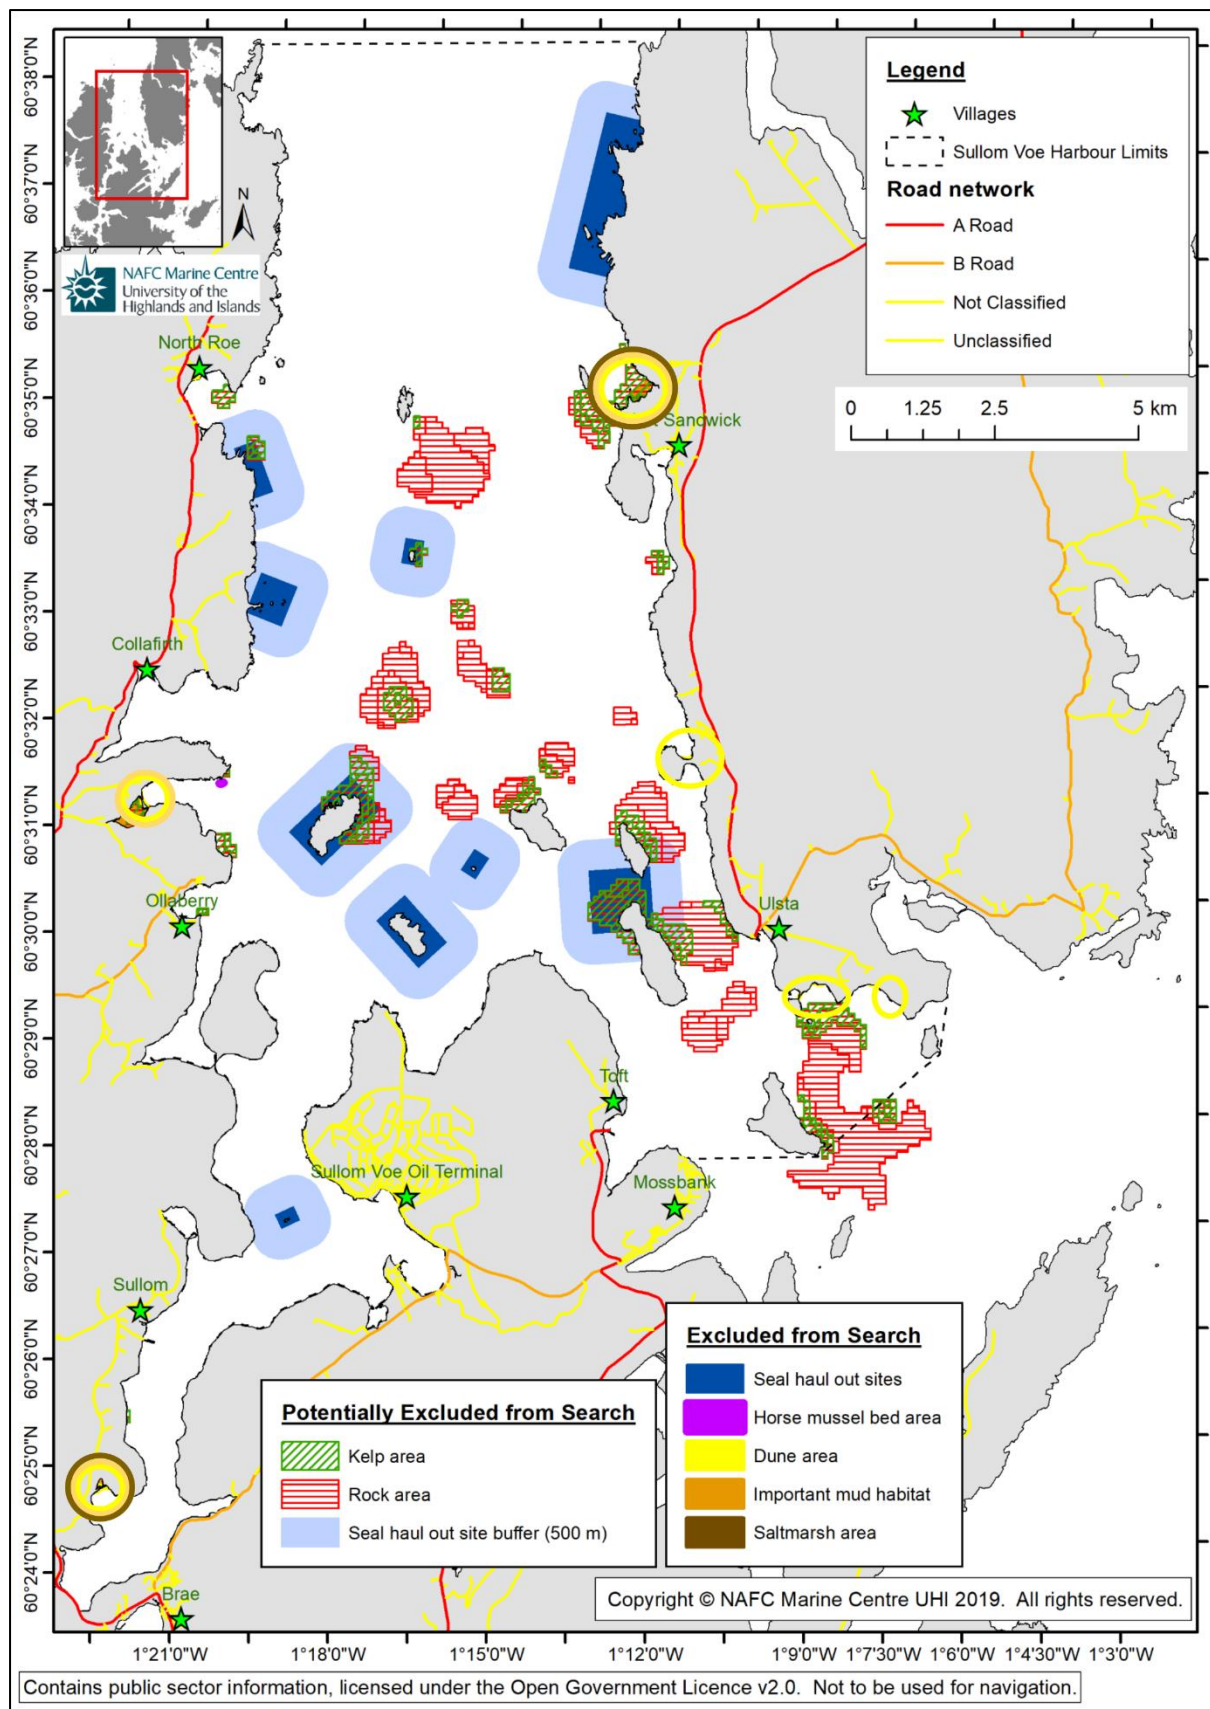 60°38'0"N
60°37'0"N
60°36'0"N
60°35'0"N
60°34'0"N
60°33'0"N
60°32'0"N
60°31'0"N
60°30'0"N
60°29'0"N
60°28'0"N
60°27'0"N
60°26'0"N
60°25'0"N
60°24'0"N
N
NAFC Marine Centre
University of the
Highlands and Islands
Legend
Villages
Sullom Voe Harbour Limits
Road network
A Road
B Road
Not Classified
Unclassified
0 1.25 2.5 5 km
North Roe
Sandwick
Collafirth
Ollaberry
Ulsta
Toft
Sullom Voe Oil Terminal
Mossbank
Sullom
Brae
Potentially Excluded from Search
Kelp area
Rock area
Seal haul out site buffer (500 m)
Excluded from Search
Seal haul out sites
Horse mussel bed area
Dune area
Important mud habitat
Saltmarsh area
Copyright © NAFC Marine Centre UHI 2019. All rights reserved.
1°21'0"W 1°18'0"W 1°15'0"W 1°12'0"W 1°9'0"W 1°7'30"W 1°6'0"W 1°4'30"W 1°3'0"W
Contains public sector information, licensed under the Open Government Licence v2.0. Not to be used for navigation.